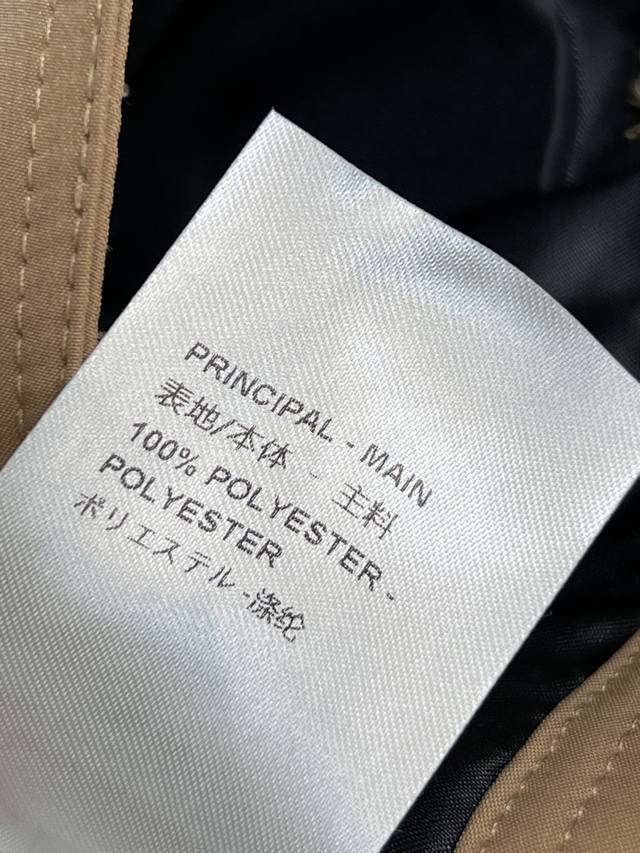 PRINCIPAL - MAIN
表地/本体 - 主料
100% POLYESTER -
POLYESTER
ポリエステル -涤纶